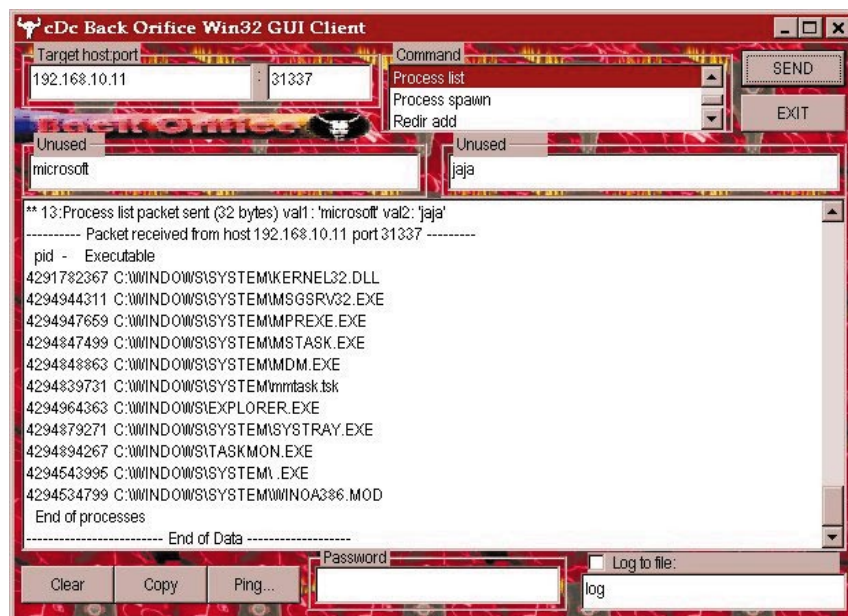 cDc Back Orifice Win32 GUI Client
Target host:port
192.168.10.11 : 31337
Command
Process list
Process spawn
Redir add
SEND
EXIT
Back Orifice
Unused
microsoft
Unused
jaja
** 13:Process list packet sent (32 bytes) val1: 'microsoft' val2: 'jaja'
---------- Packet received from host 192.168.10.11 port 31337 ---------
pid - Executable
4291782367 C:\WINDOWS\SYSTEM\KERNEL32.DLL
4294944311 C:\WINDOWS\SYSTEM\MSGSRV32.EXE
4294947659 C:\WINDOWS\SYSTEM\MPREXE.EXE
4294847499 C:\WINDOWS\SYSTEM\MSTASK.EXE
4294848863 C:\WINDOWS\SYSTEM\MDM.EXE
4294839731 C:\WINDOWS\SYSTEM\mmtask.tsk
4294964363 C:\WINDOWS\EXPLORER.EXE
4294879271 C:\WINDOWS\SYSTEM\SYSTRAY.EXE
4294894267 C:\WINDOWS\TASKMON.EXE
4294543995 C:\WINDOWS\SYSTEM\ .EXE
4294534799 C:\WINDOWS\SYSTEM\WINOA386.MOD
End of processes
------------------------- End of Data -------------------
Clear
Copy
Ping...
Password
Log to file:
log